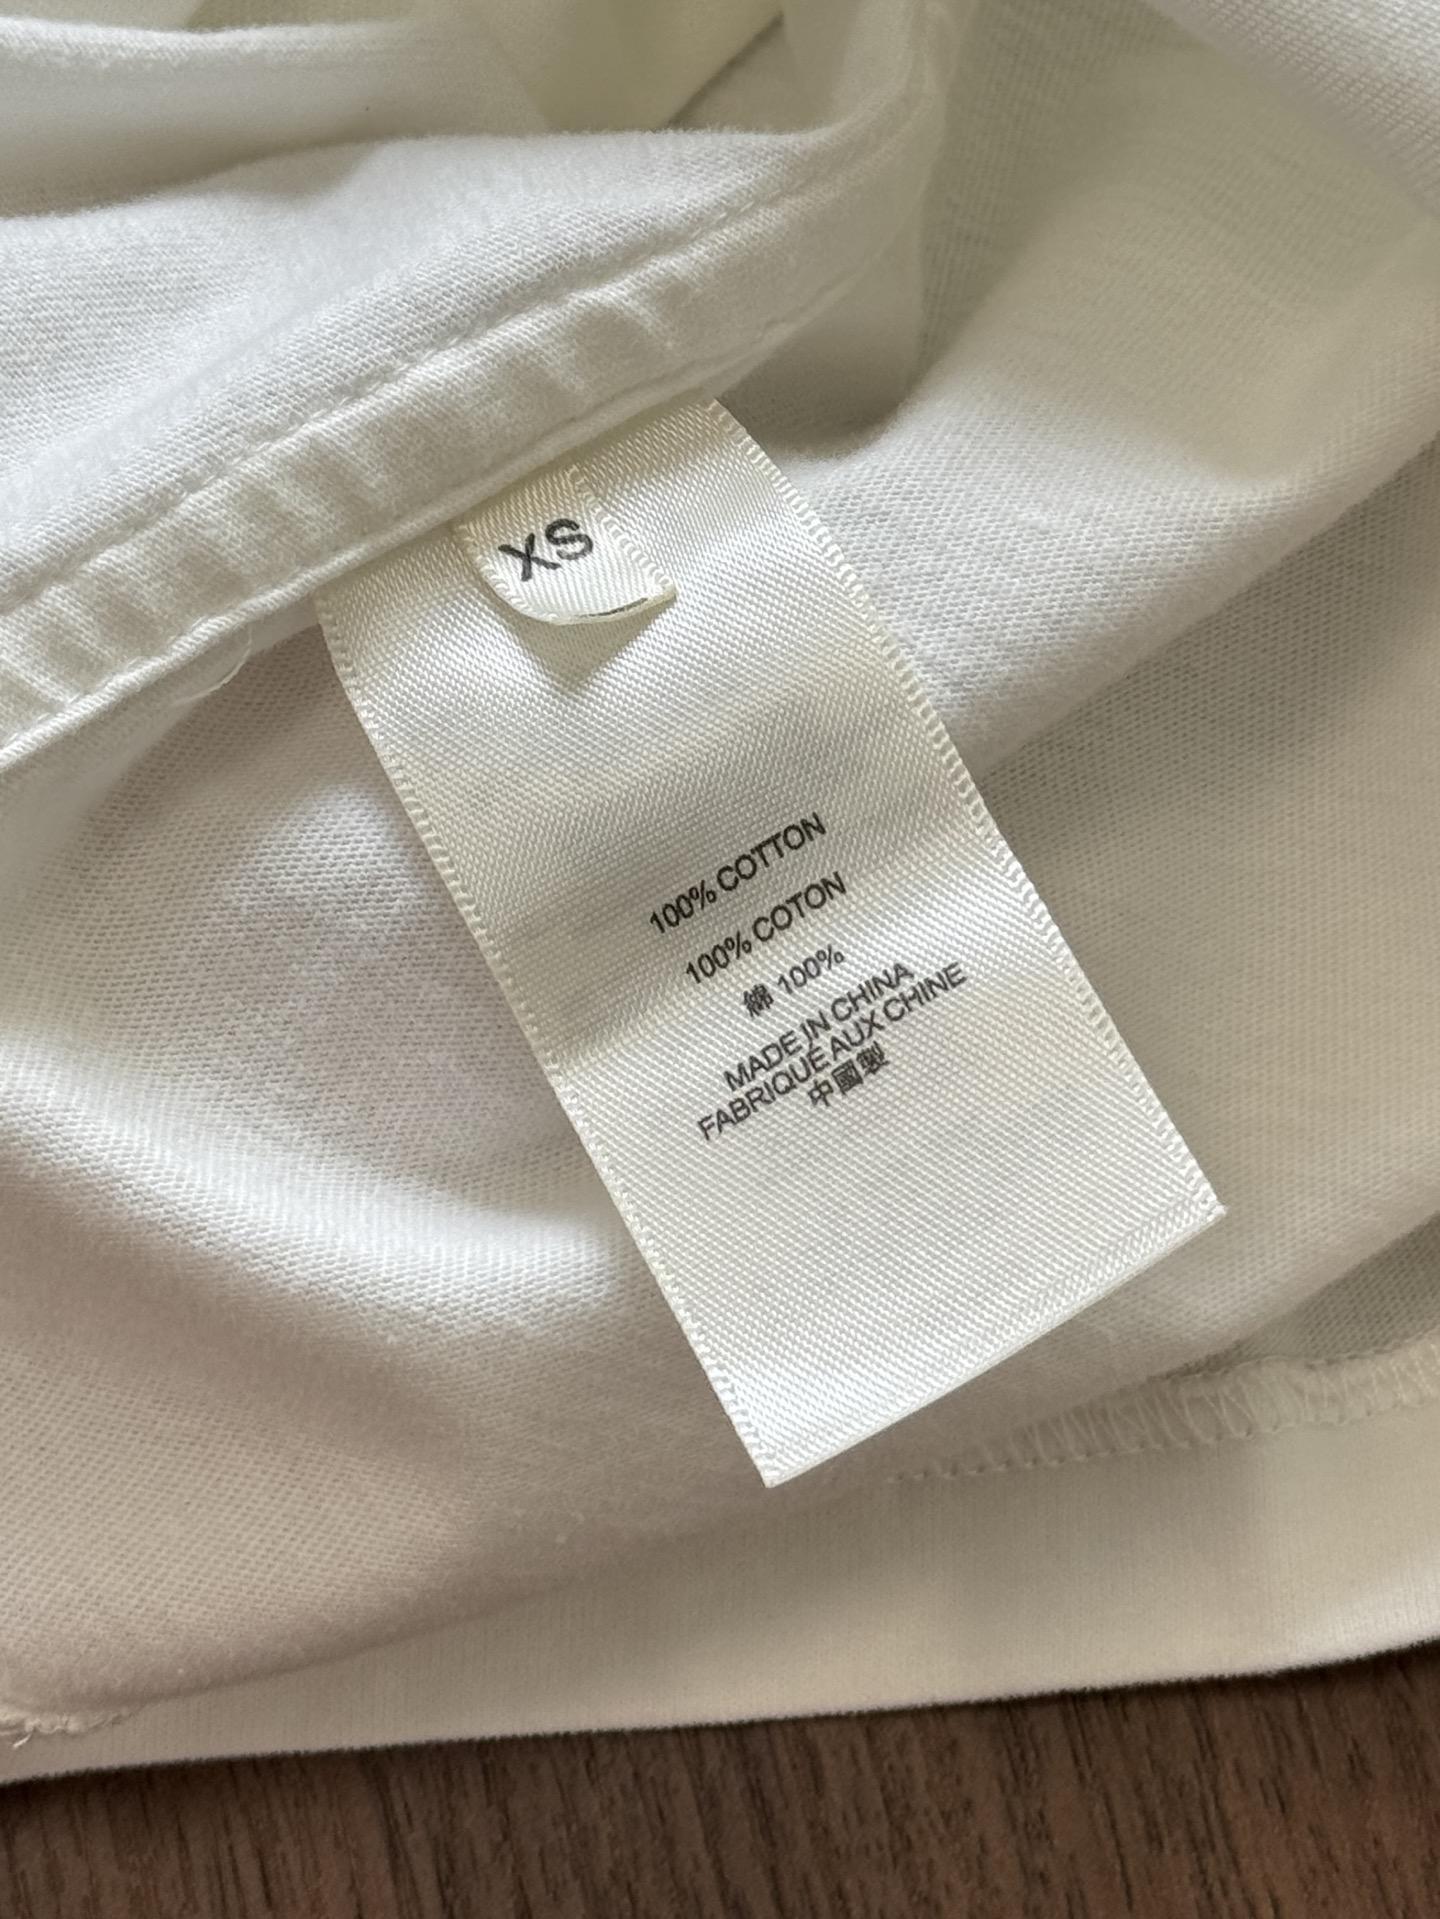 XS
100% COTTON
100% COTON
綿 100%
MADE IN CHINA
FABRIQUÉ AUX CHINE
中國製